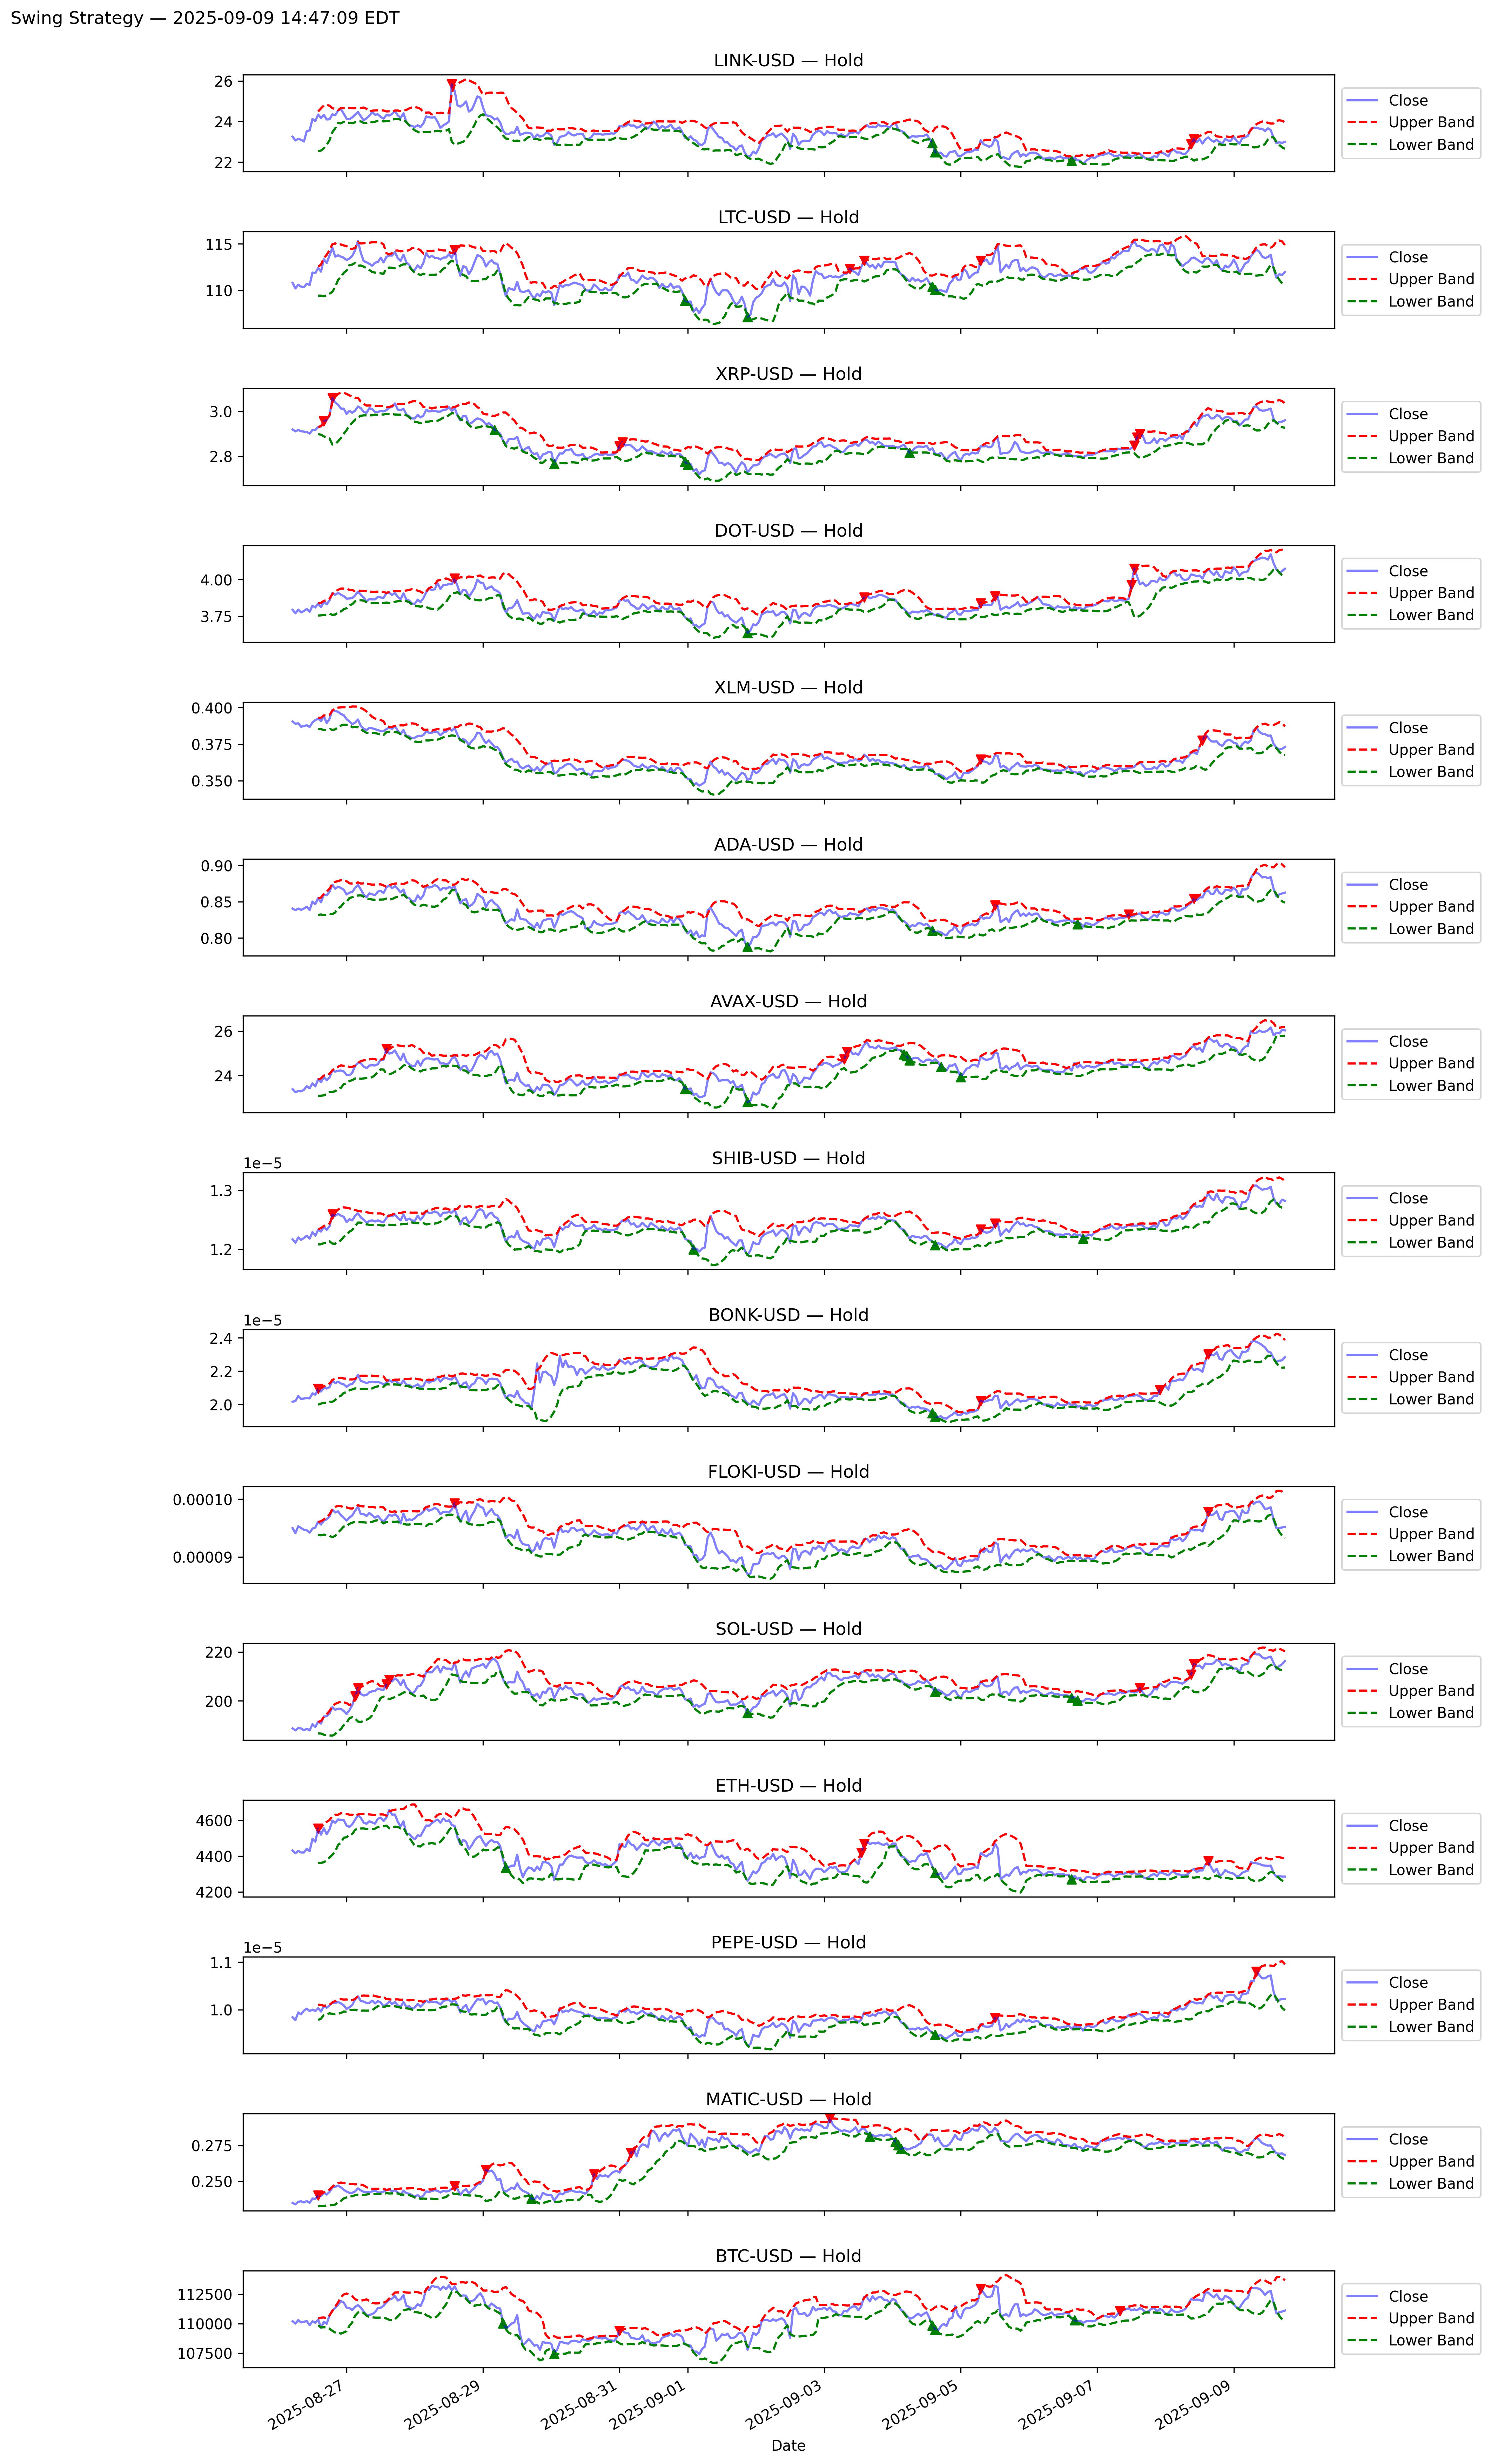 Swing Strategy — 2025-09-09 14:47:09 EDT
LINK-USD — Hold
26
24
22
Close
Upper Band
Lower Band
LTC-USD — Hold
115
110
Close
Upper Band
Lower Band
XRP-USD — Hold
3.0
2.8
Close
Upper Band
Lower Band
DOT-USD — Hold
4.00
3.75
Close
Upper Band
Lower Band
XLM-USD — Hold
0.400
0.375
0.350
Close
Upper Band
Lower Band
ADA-USD — Hold
0.90
0.85
0.80
Close
Upper Band
Lower Band
AVAX-USD — Hold
26
24
Close
Upper Band
Lower Band
SHIB-USD — Hold
1e−5
1.3
1.2
Close
Upper Band
Lower Band
BONK-USD — Hold
1e−5
2.4
2.2
2.0
Close
Upper Band
Lower Band
FLOKI-USD — Hold
0.00010
0.00009
Close
Upper Band
Lower Band
SOL-USD — Hold
220
200
Close
Upper Band
Lower Band
ETH-USD — Hold
4600
4400
4200
Close
Upper Band
Lower Band
PEPE-USD — Hold
1e−5
1.1
1.0
Close
Upper Band
Lower Band
MATIC-USD — Hold
0.275
0.250
Close
Upper Band
Lower Band
BTC-USD — Hold
112500
110000
107500
Close
Upper Band
Lower Band
2025-08-27
2025-08-29
2025-08-31
2025-09-01
2025-09-03
2025-09-05
2025-09-07
2025-09-09
Date